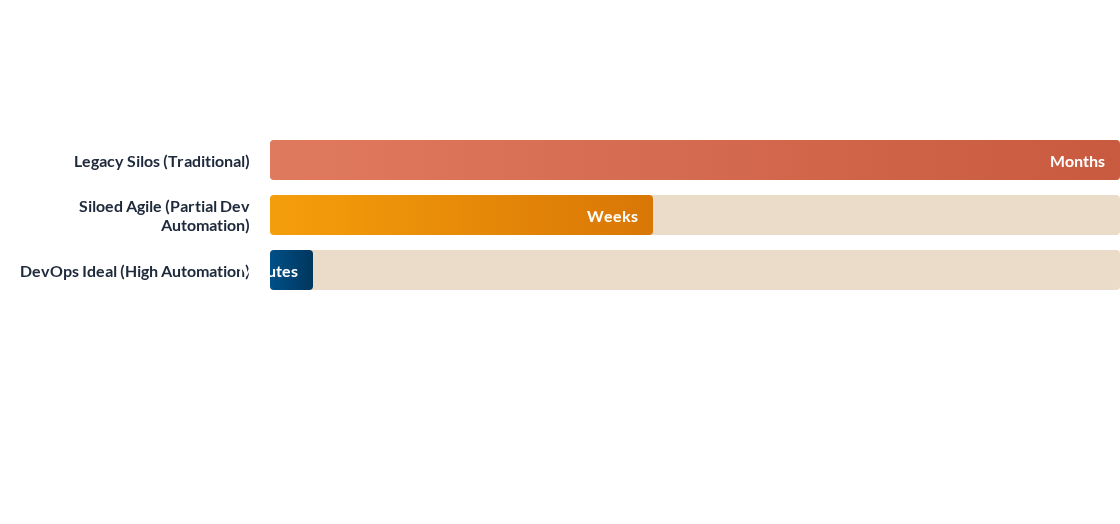 Legacy Silos (Traditional)
Months
Siloed Agile (Partial Dev
Automation)
Weeks
DevOps Ideal (High Automation)
utes